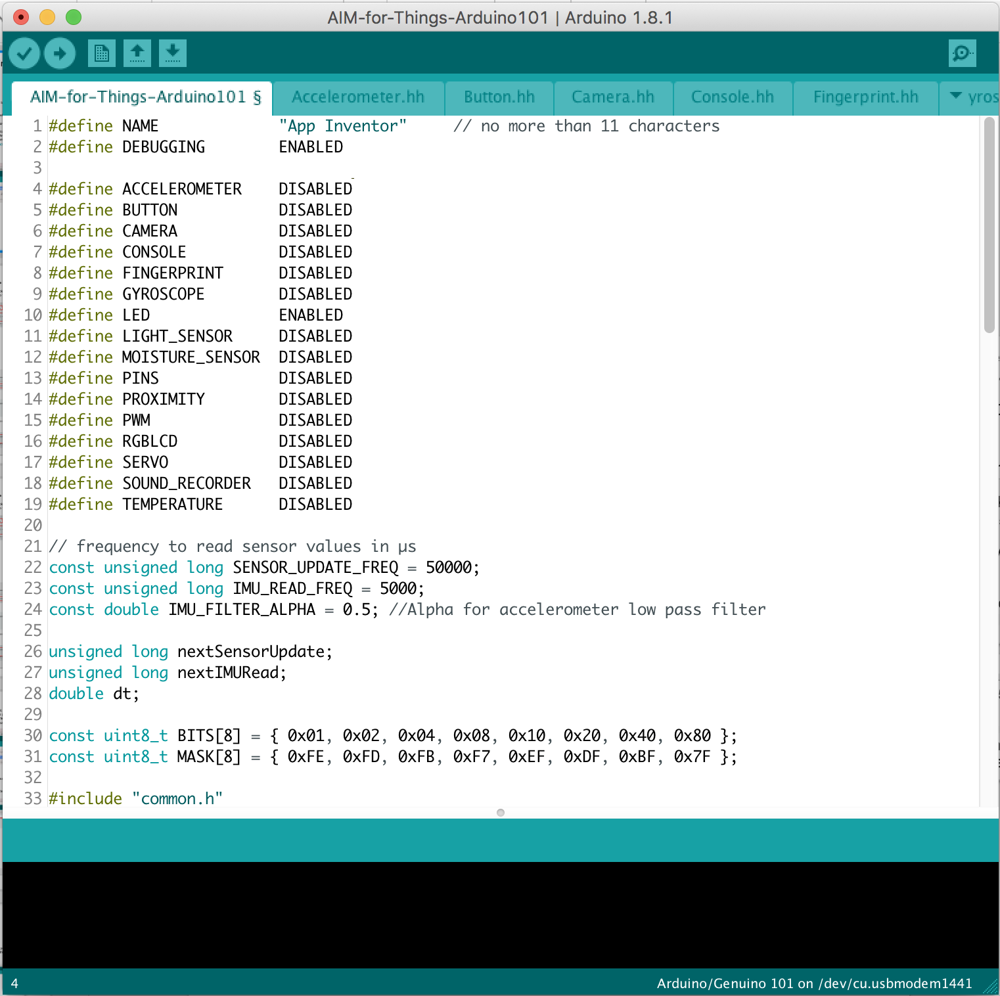 AIM-for-Things-Arduino101 | Arduino 1.8.1
AIM-for-Things-Arduino101 § Accelerometer.hh Button.hh Camera.hh Console.hh Fingerprint.hh yros
1 #define NAME "App Inventor" // no more than 11 characters
2 #define DEBUGGING ENABLED
3
4 #define ACCELEROMETER DISABLED
5 #define BUTTON DISABLED
6 #define CAMERA DISABLED
7 #define CONSOLE DISABLED
8 #define FINGERPRINT DISABLED
9 #define GYROSCOPE DISABLED
10 #define LED ENABLED
11 #define LIGHT_SENSOR DISABLED
12 #define MOISTURE_SENSOR DISABLED
13 #define PINS DISABLED
14 #define PROXIMITY DISABLED
15 #define PWM DISABLED
16 #define RGBLCD DISABLED
17 #define SERVO DISABLED
18 #define SOUND_RECORDER DISABLED
19 #define TEMPERATURE DISABLED
20
21 // frequency to read sensor values in µs
22 const unsigned long SENSOR_UPDATE_FREQ = 50000;
23 const unsigned long IMU_READ_FREQ = 5000;
24 const double IMU_FILTER_ALPHA = 0.5; //Alpha for accelerometer low pass filter
25
26 unsigned long nextSensorUpdate;
27 unsigned long nextIMURead;
28 double dt;
29
30 const uint8_t BITS[8] = { 0x01, 0x02, 0x04, 0x08, 0x10, 0x20, 0x40, 0x80 };
31 const uint8_t MASK[8] = { 0xFE, 0xFD, 0xFB, 0xF7, 0xEF, 0xDF, 0xBF, 0x7F };
32
33 #include "common.h"
4 Arduino/Genuino 101 on /dev/cu.usbmodem1441